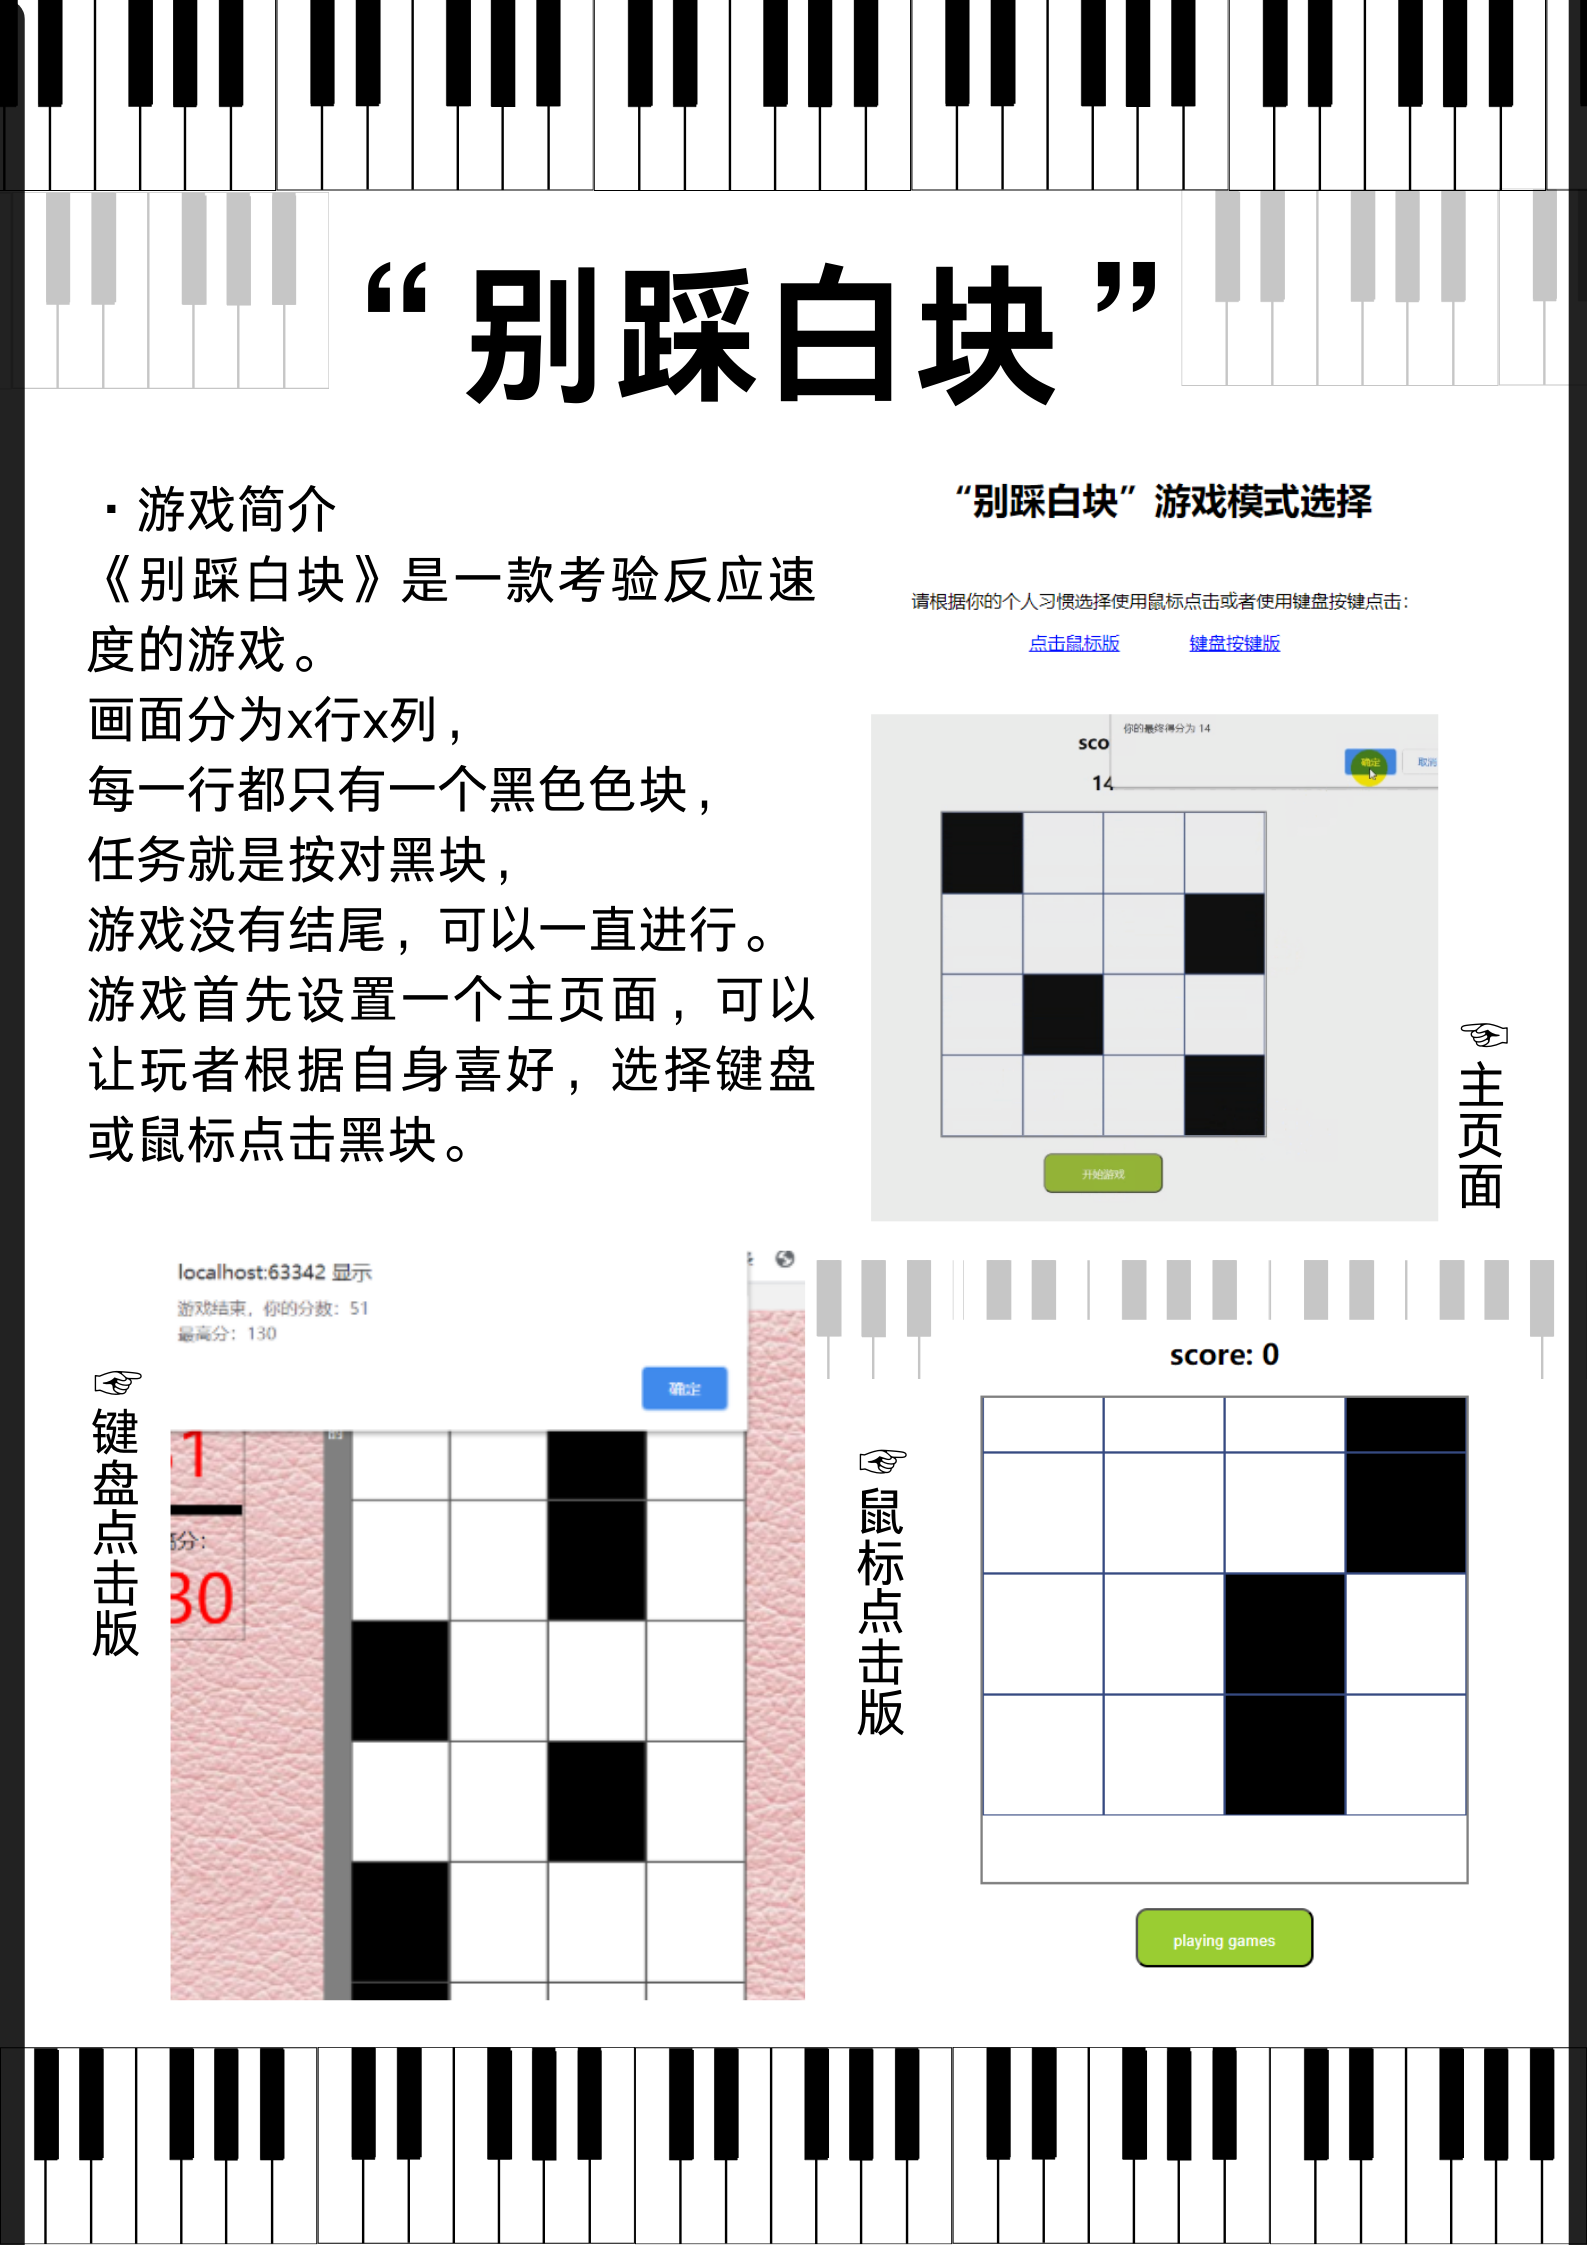 “别踩白块”
·游戏简介
《别踩白块》是一款考验反应速
度的游戏。
画面分为x行x列，
每一行都只有一个黑色色块，
任务就是按对黑块，
游戏没有结尾，可以一直进行。
游戏首先设置一个主页面，可以
让玩者根据自身喜好，选择键盘
或鼠标点击黑块。
“别踩白块”游戏模式选择
请根据你的个人习惯选择使用鼠标点击或者使用键盘按键点击：
点击鼠标版 键盘按键版
你的最终得分为 14
sco
确定 取消
14
开始游戏
☜主页面
localhost:63342 显示
游戏结束，你的分数：51
最高分：130
确定
1
分：
30
☞键盘点击版
☞鼠标点击版
score: 0
playing games